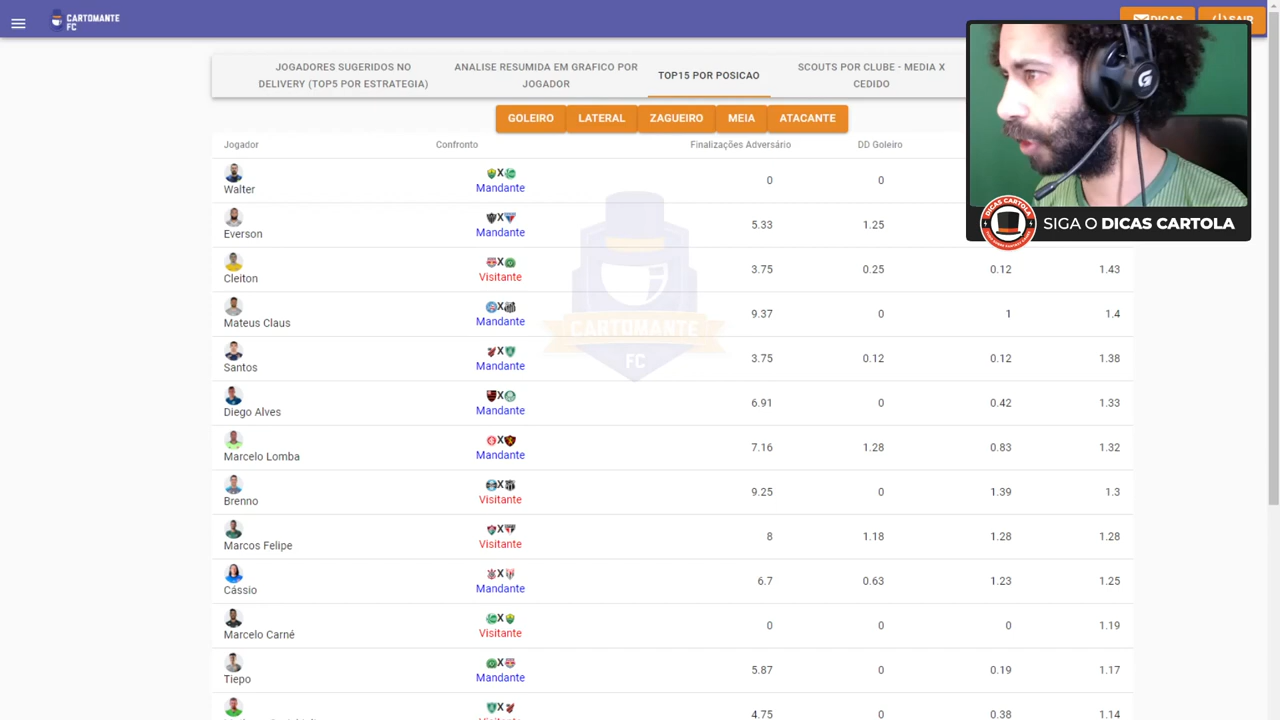 CARTOMANTE
FC
DICAS
SAIR
JOGADORES SUGERIDOS NO
DELIVERY (TOP5 POR ESTRATEGIA)
ANALISE RESUMIDA EM GRAFICO POR
JOGADOR
TOP15 POR POSICAO
SCOUTS POR CLUBE - MEDIA X
CEDIDO
GOLEIRO LATERAL ZAGUEIRO MEIA ATACANTE
Jogador Confronto Finalizações Adversário DD Goleiro
X
Walter Mandante 0 0
X
Everson Mandante 5.33 1.25
DICAS CARTOLA
SIGA O DICAS CARTOLA
X
Cleiton Visitante 3.75 0.25 0.12 1.43
X
Mateus Claus Mandante 9.37 0 1 1.4
CARTOMANTE
FC
X
Santos Mandante 3.75 0.12 0.12 1.38
X
Diego Alves Mandante 6.91 0 0.42 1.33
X
Marcelo Lomba Mandante 7.16 1.28 0.83 1.32
X
Brenno Visitante 9.25 0 1.39 1.3
X
Marcos Felipe Visitante 8 1.18 1.28 1.28
X
Cássio Mandante 6.7 0.63 1.23 1.25
X
Marcelo Carné Visitante 0 0 0 1.19
X
Tiepo Mandante 5.87 0 0.19 1.17
X
4.75 0 0.38 1.14